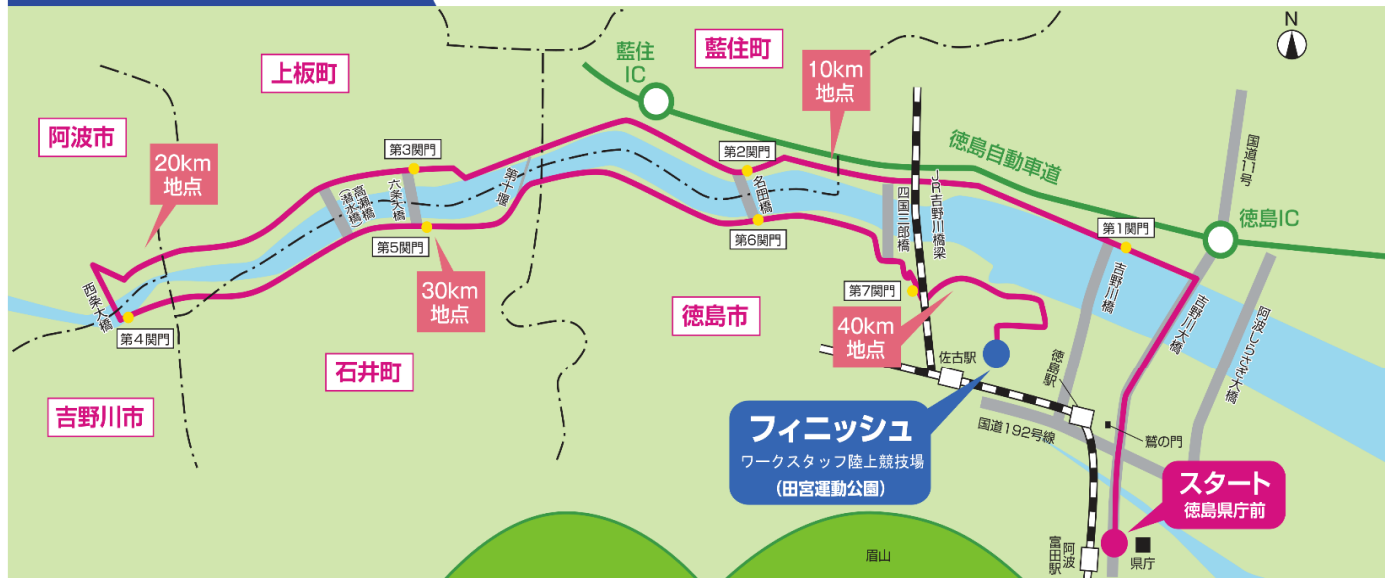 N
藍住
IC
藍住町
10km
地点
上板町
阿波市
20km
地点
第3関門
第2関門
徳島自動車道
国道11号
高瀬橋
(潜水橋)
六条大橋
第十堰
名田橋
四国三郎橋
JR吉野川橋梁
第1関門
徳島IC
第5関門
第6関門
西条大橋
第4関門
30km
地点
徳島市
第7関門
40km
地点
吉野川橋
吉野川大橋
阿波しらさぎ大橋
石井町
佐古駅
徳島駅
吉野川市
フィニッシュ
ワークスタッフ陸上競技場
(田宮運動公園)
国道192号線
鷲の門
スタート
徳島県庁前
眉山
阿波
富田駅
県庁